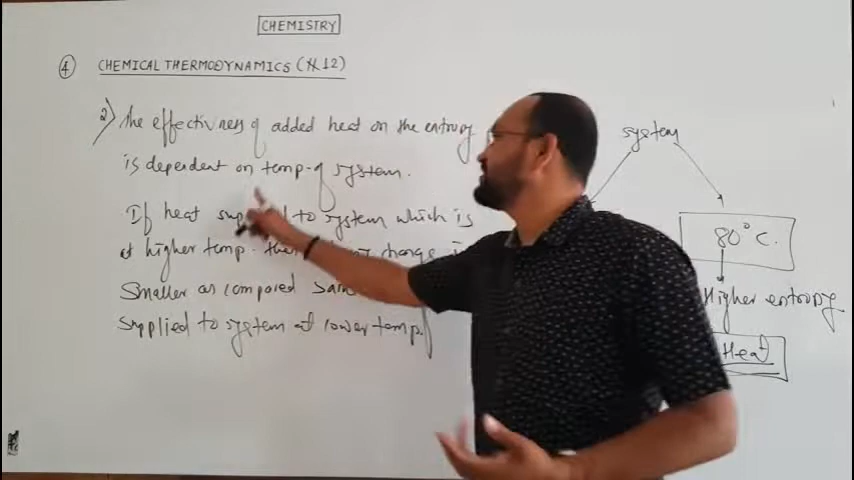 CHEMISTRY
④ CHEMICAL THERMODYNAMICS (#12)
2) The effectiveness of added heat on the entropy
is dependent on temp. of system.
If heat to system which is
at higher temp. change
smaller as compared
supplied to system at lower temp.
system
80°C.
Higher entropy
Heat